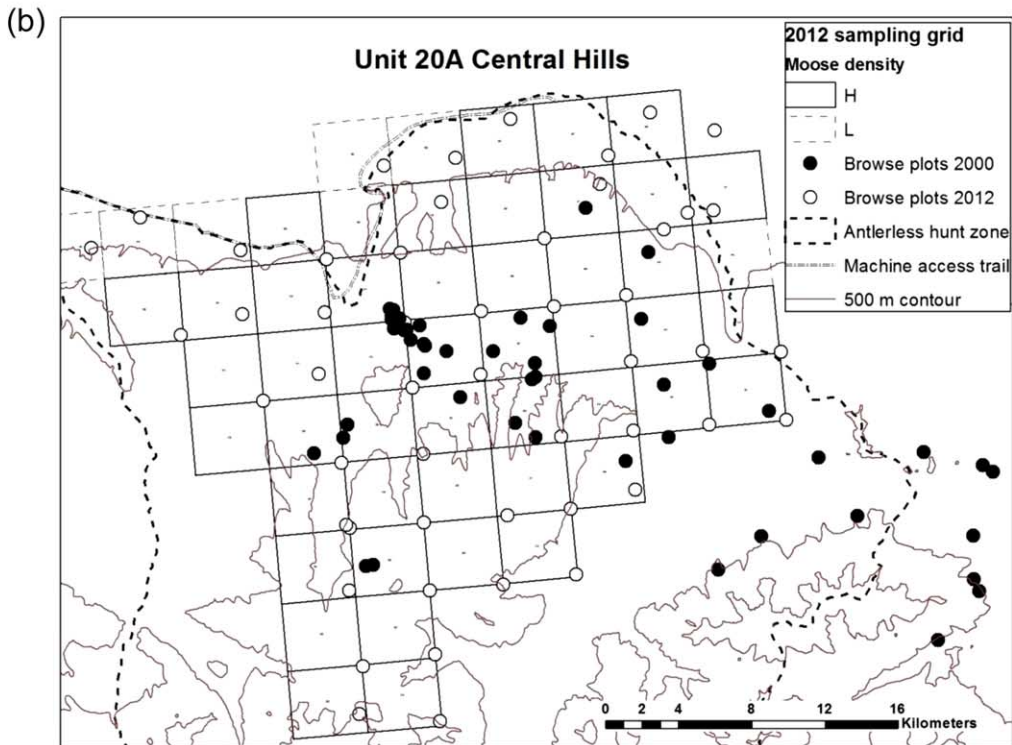 (b)
Unit 20A Central Hills
2012 sampling grid
Moose density
H
L
Browse plots 2000
Browse plots 2012
Antlerless hunt zone
Machine access trail
500 m contour
0 2 4 8 12 16
Kilometers